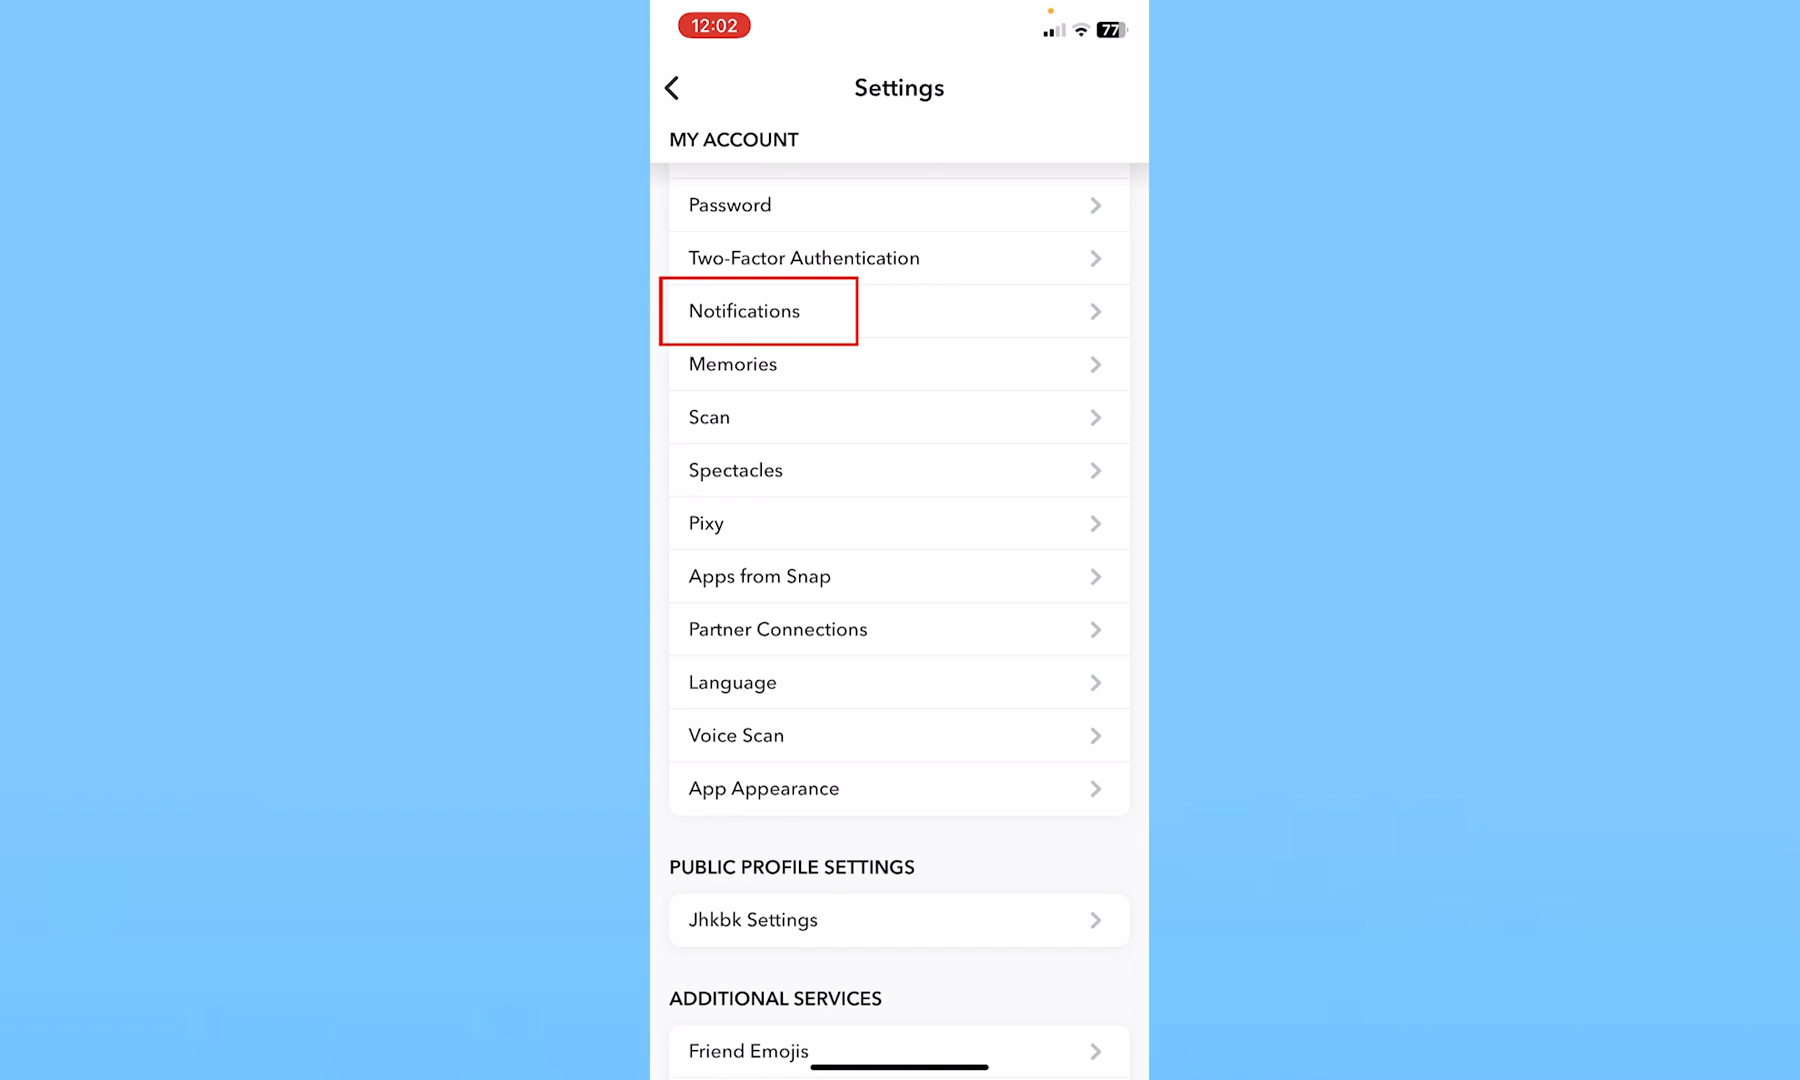 12:02
77
Settings
MY ACCOUNT
Password
Two-Factor Authentication
Notifications
Memories
Scan
Spectacles
Pixy
Apps from Snap
Partner Connections
Language
Voice Scan
App Appearance
PUBLIC PROFILE SETTINGS
Jhkbk Settings
ADDITIONAL SERVICES
Friend Emojis